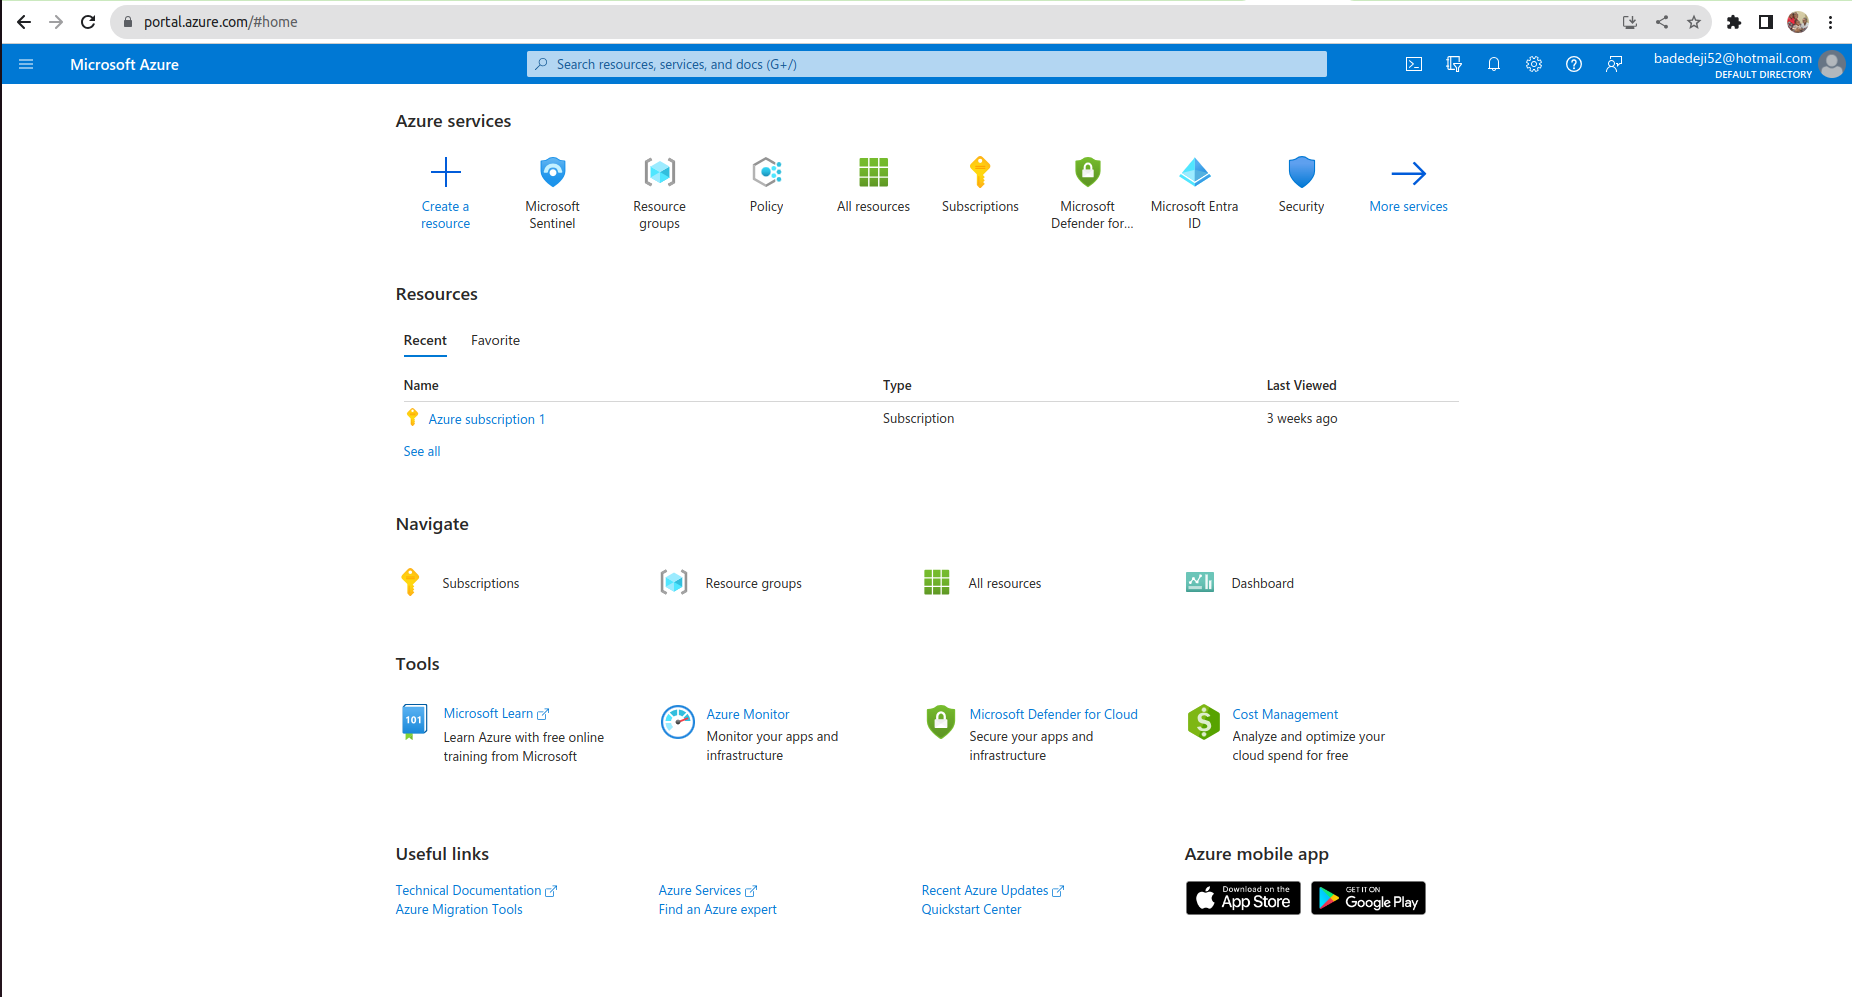 portal.azure.com/#home
Microsoft Azure
Search resources, services, and docs (G+/)
badedeji52@hotmail.com
DEFAULT DIRECTORY
Azure services
Create a resource
Microsoft Sentinel
Resource groups
Policy
All resources
Subscriptions
Microsoft Defender for...
Microsoft Entra ID
Security
More services
Resources
Recent Favorite
Name Type Last Viewed
Azure subscription 1 Subscription 3 weeks ago
See all
Navigate
Subscriptions Resource groups All resources Dashboard
Tools
101
Microsoft Learn
Learn Azure with free online
training from Microsoft
Azure Monitor
Monitor your apps and
infrastructure
Microsoft Defender for Cloud
Secure your apps and
infrastructure
$
Cost Management
Analyze and optimize your
cloud spend for free
Useful links
Technical Documentation
Azure Migration Tools
Azure Services
Find an Azure expert
Recent Azure Updates
Quickstart Center
Azure mobile app
Download on the
App Store
GET IT ON
Google Play